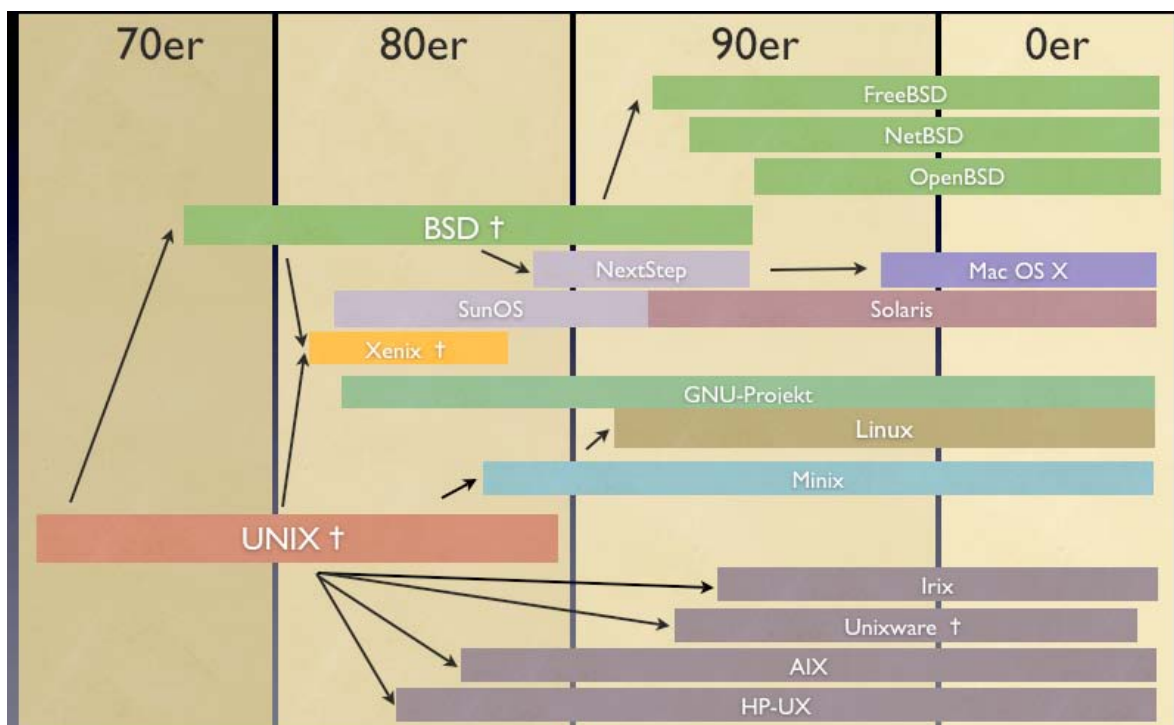 70er
80er
90er
0er
FreeBSD
NetBSD
OpenBSD
BSD †
NextStep
Mac OS X
SunOS
Solaris
Xenix †
GNU-Projekt
Linux
Minix
UNIX †
Irix
Unixware †
AIX
HP-UX